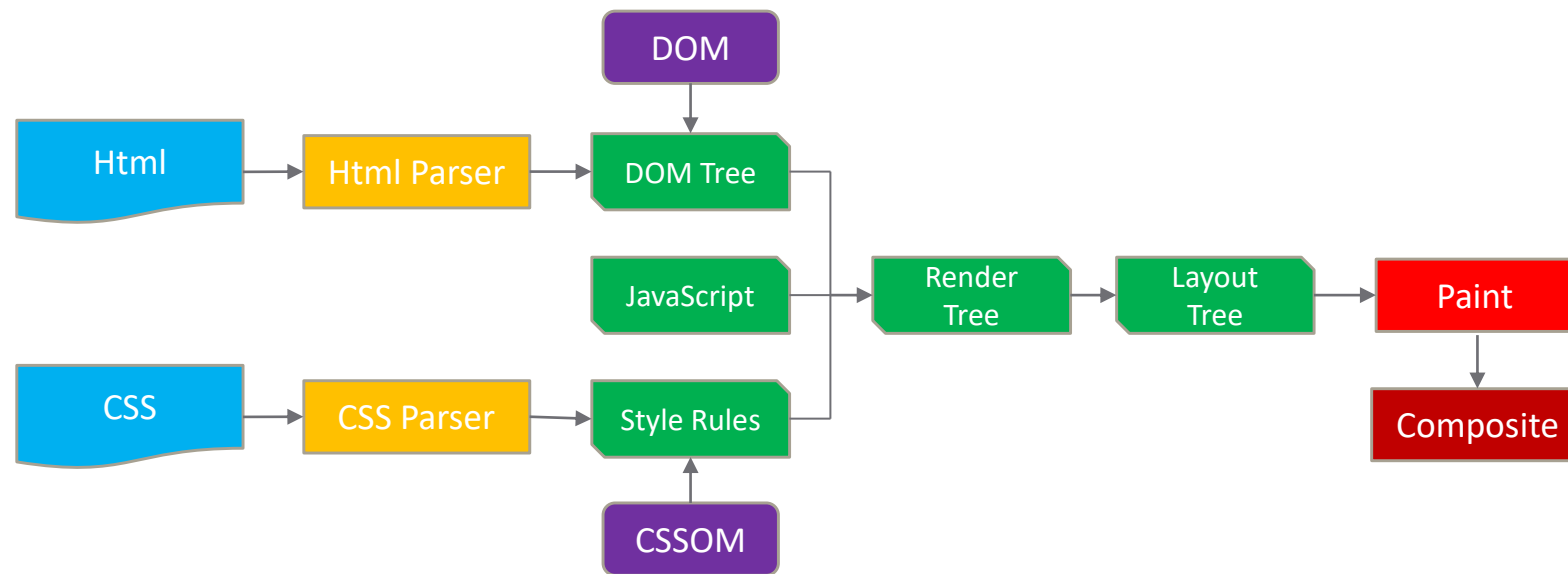 DOM
Html
Html Parser
DOM Tree
JavaScript
Render
Tree
Layout
Tree
Paint
CSS
CSS Parser
Style Rules
Composite
CSSOM